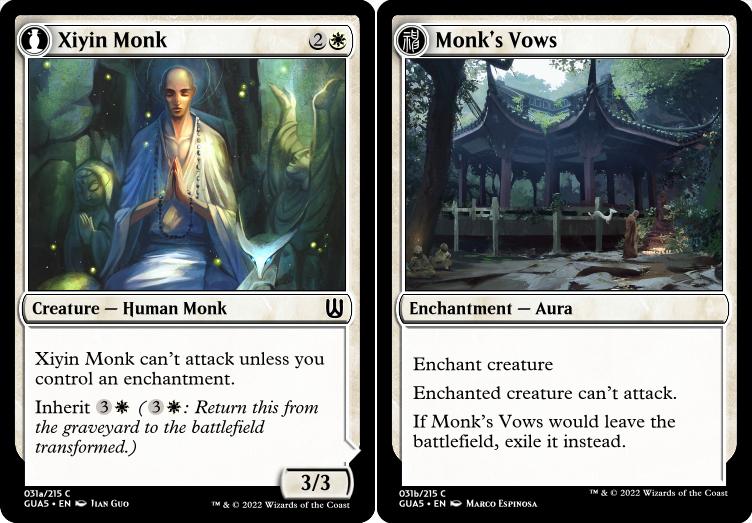 Xiyin Monk 2
Creature — Human Monk
Xiyin Monk can't attack unless you
control an enchantment.
Inherit 3 ( 3 : Return this from
the graveyard to the battlefield
transformed.)
3/3
031a/215 C
GUA5 • EN Jian Guo
™ & © 2022 Wizards of the Coast
Monk's Vows
Enchantment — Aura
Enchant creature
Enchanted creature can't attack.
If Monk's Vows would leave the
battlefield, exile it instead.
031b/215 C
GUA5 • EN Marco Espinosa
™ & © 2022 Wizards of the Coast